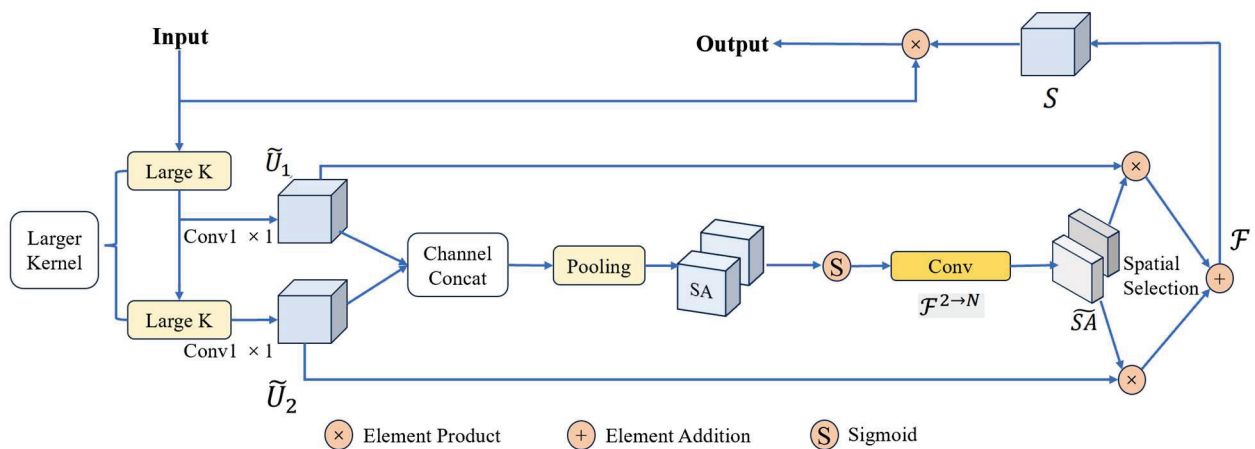 Input
Output
×
S
Large K
Ũ₁
×
Larger
Kernel
Conv1 × 1
Channel
Concat
Pooling
SA
S
Conv
Spatial
Selection
ℱ
+
ℱ²→ᴺ
S͂A͂
Large K
Conv1 × 1
Ũ₂
×
× Element Product
+ Element Addition
S Sigmoid